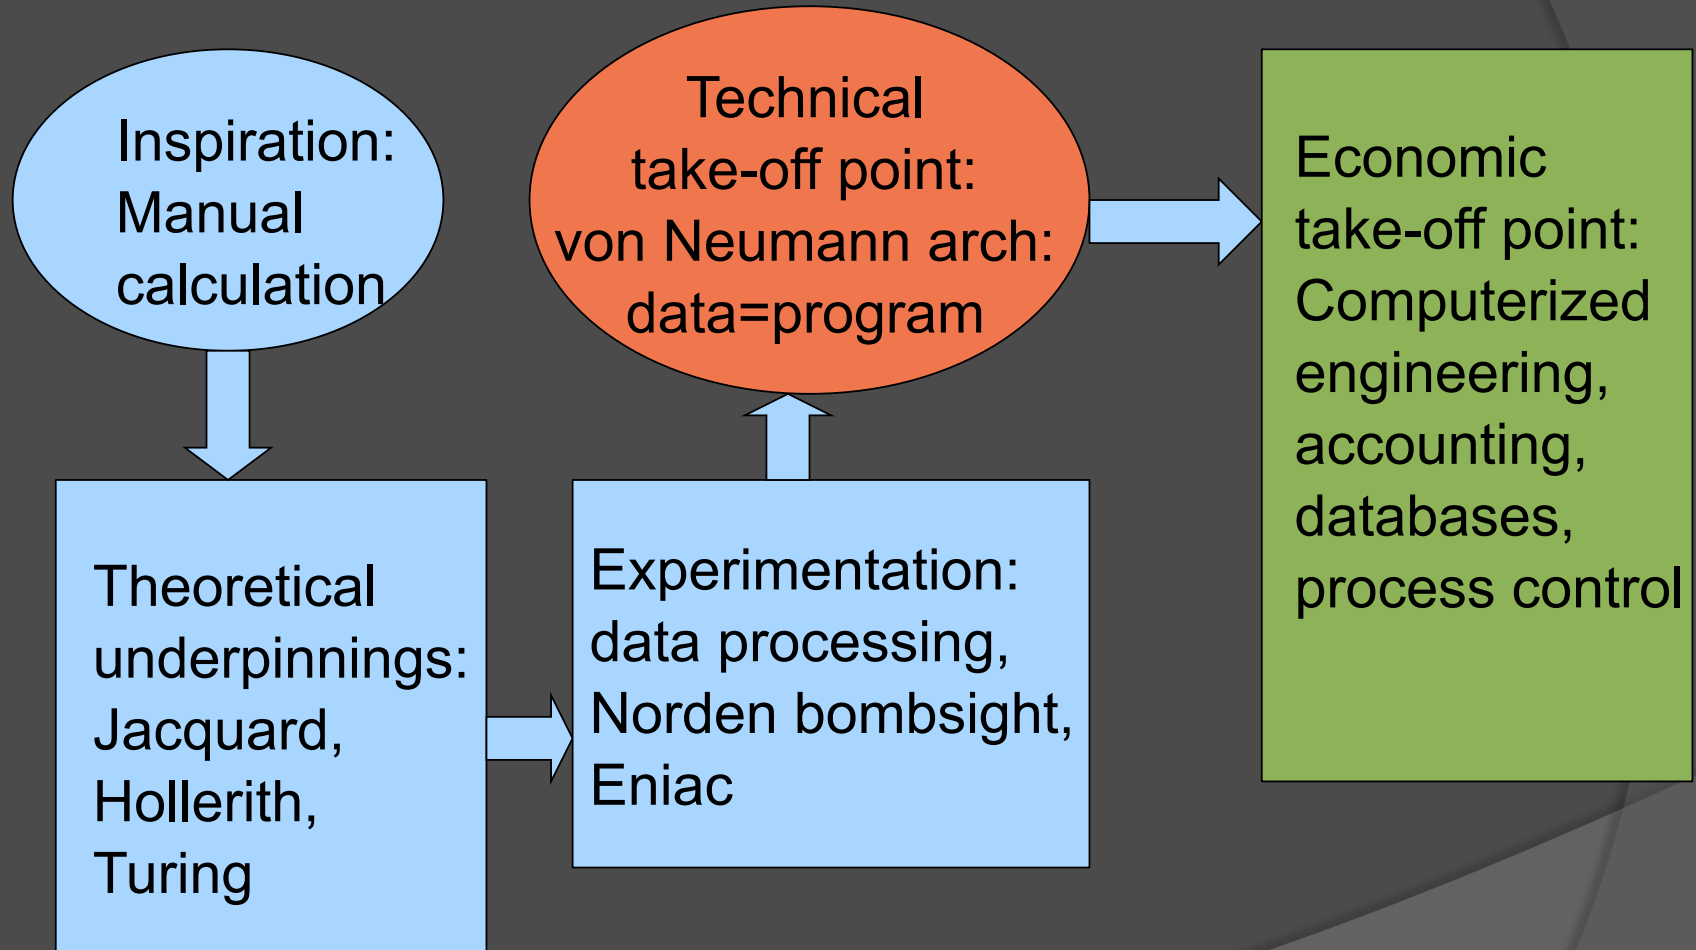 Inspiration:
Manual
calculation
Theoretical
underpinnings:
Jacquard,
Hollerith,
Turing
Experimentation:
data processing,
Norden bombsight,
Eniac
Technical
take-off point:
von Neumann arch:
data=program
Economic
take-off point:
Computerized
engineering,
accounting,
databases,
process control